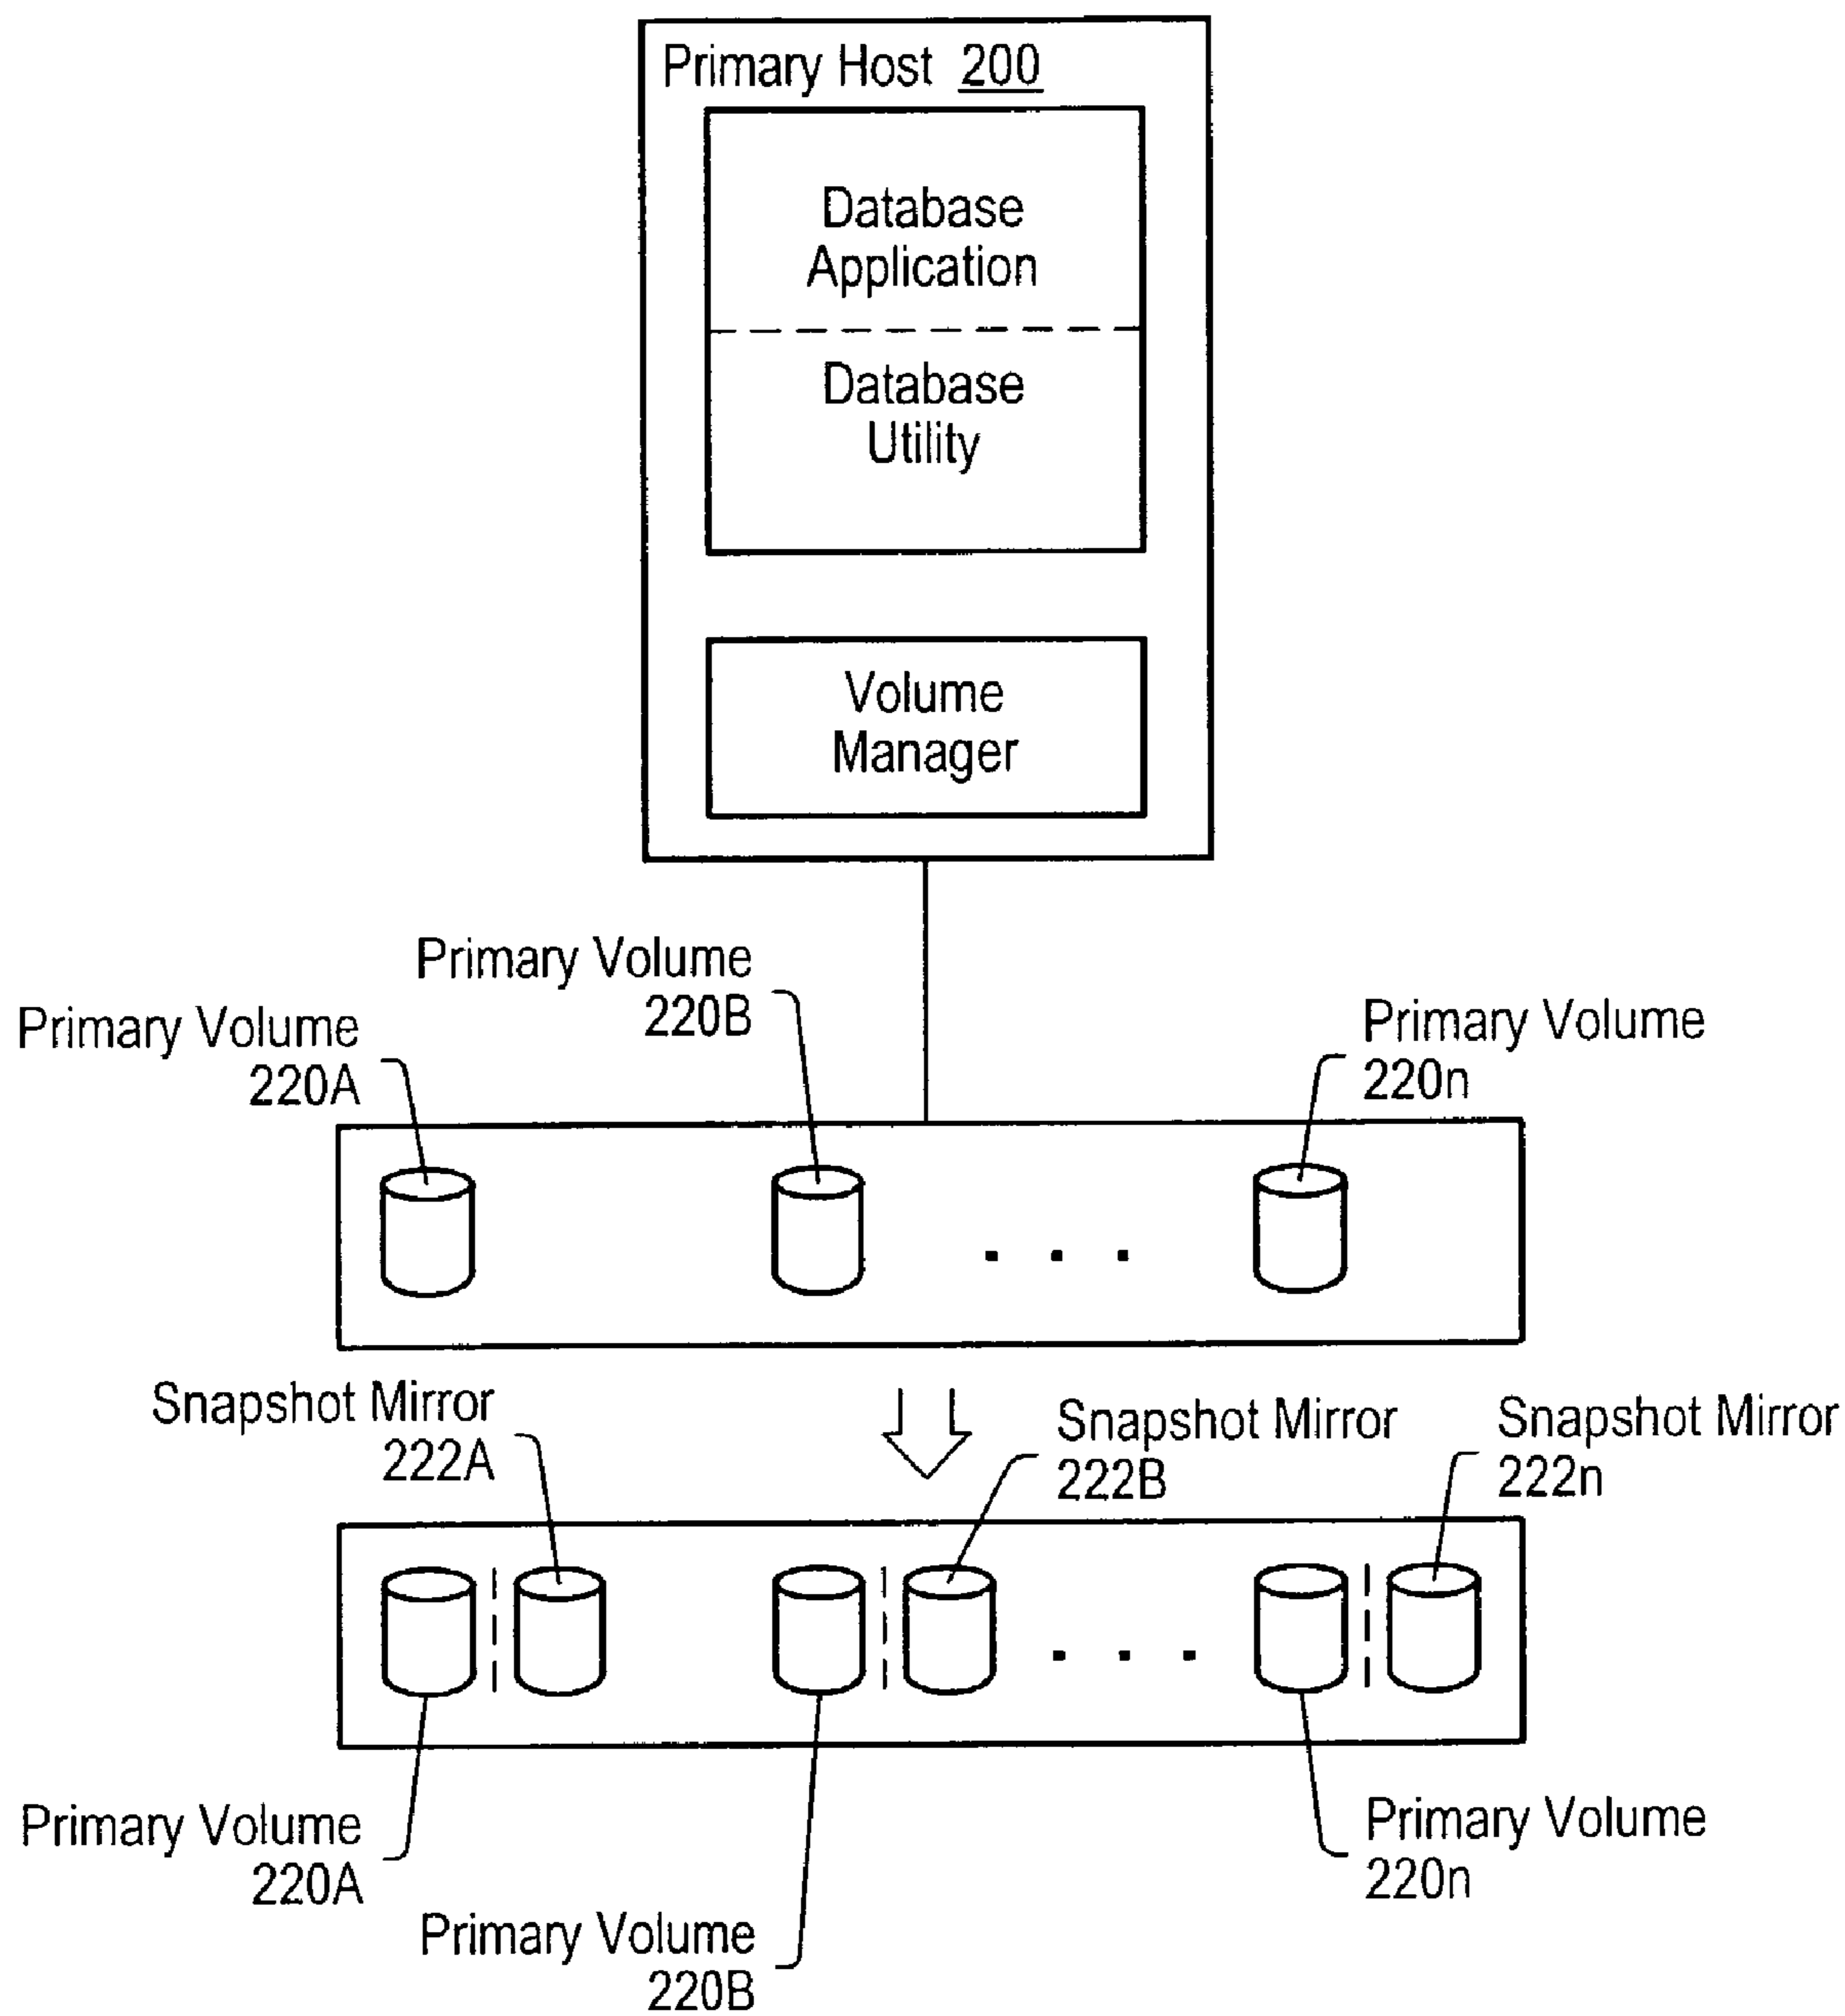 Primary Host 200
Database
Application
Database
Utility
Volume
Manager
Primary Volume
220A
Primary Volume
220B
Primary Volume
220n
Snapshot Mirror
222A
Snapshot Mirror
222B
Snapshot Mirror
222n
Primary Volume
220A
Primary Volume
220B
Primary Volume
220n